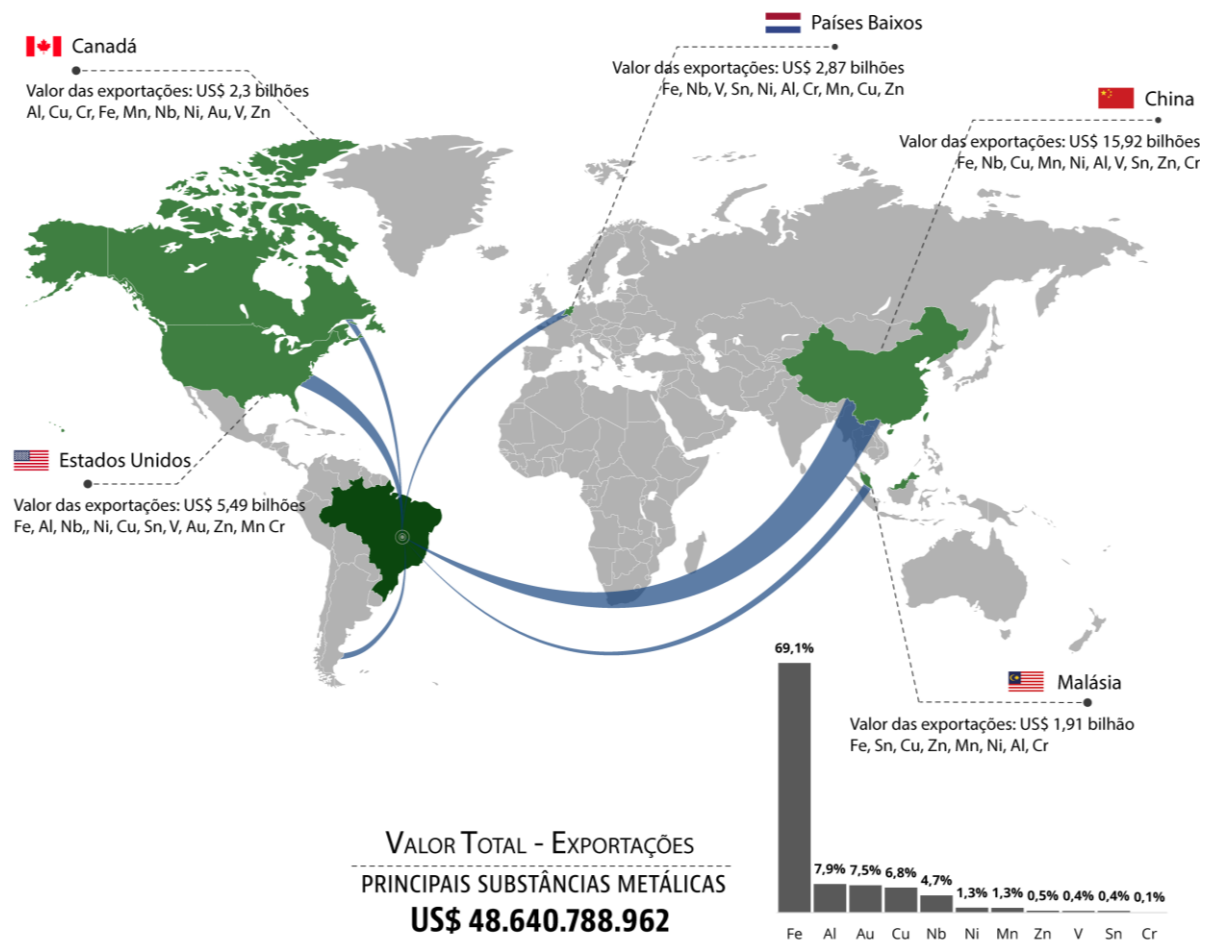 Países Baixos
Valor das exportações: US$ 2,87 bilhões
Fe, Nb, V, Sn, Ni, Al, Cr, Mn, Cu, Zn
Canadá
Valor das exportações: US$ 2,3 bilhões
Al, Cu, Cr, Fe, Mn, Nb, Ni, Au, V, Zn
China
Valor das exportações: US$ 15,92 bilhões
Fe, Nb, Cu, Mn, Ni, Al, V, Sn, Zn, Cr
Estados Unidos
Valor das exportações: US$ 5,49 bilhões
Fe, Al, Nb,, Ni, Cu, Sn, V, Au, Zn, Mn Cr
Malásia
Valor das exportações: US$ 1,91 bilhão
Fe, Sn, Cu, Zn, Mn, Ni, Al, Cr
Valor Total - Exportações
PRINCIPAIS SUBSTÂNCIAS METÁLICAS
US$ 48.640.788.962
69,1%
7,9% 7,5% 6,8% 4,7% 1,3% 1,3% 0,5% 0,4% 0,4% 0,1%
Fe Al Au Cu Nb Ni Mn Zn V Sn Cr